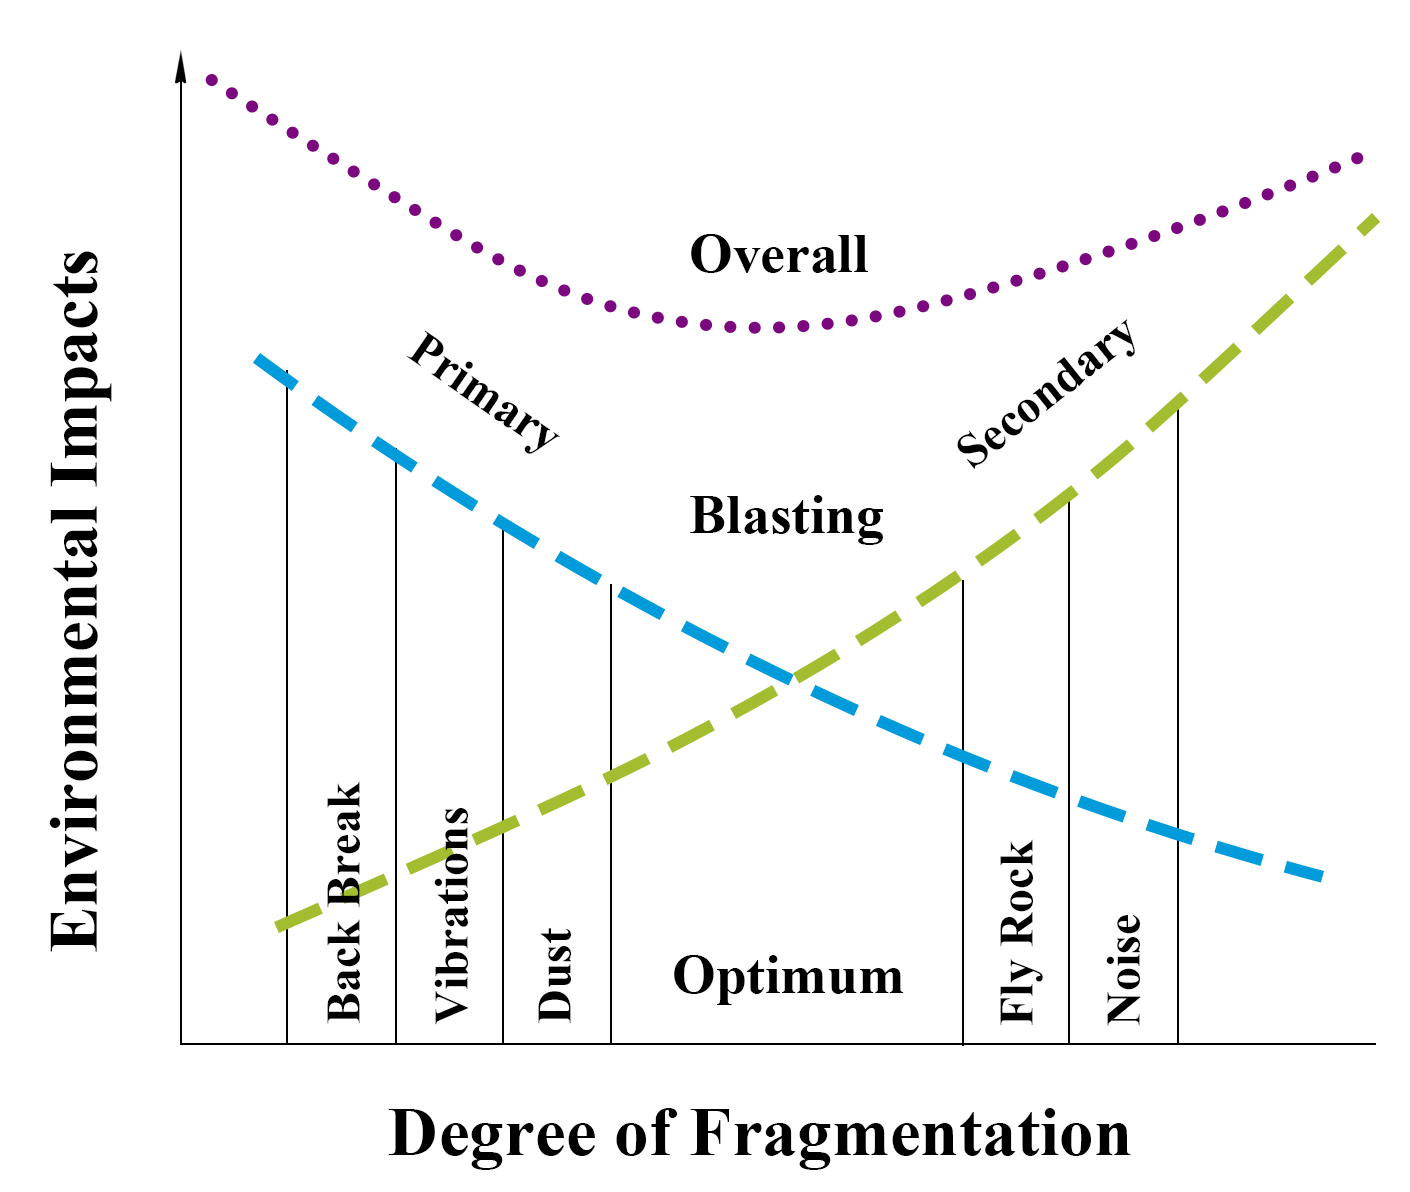 Environmental Impacts
Overall
Primary
Secondary
Blasting
Back Break
Vibrations
Dust
Optimum
Fly Rock
Noise
Degree of Fragmentation